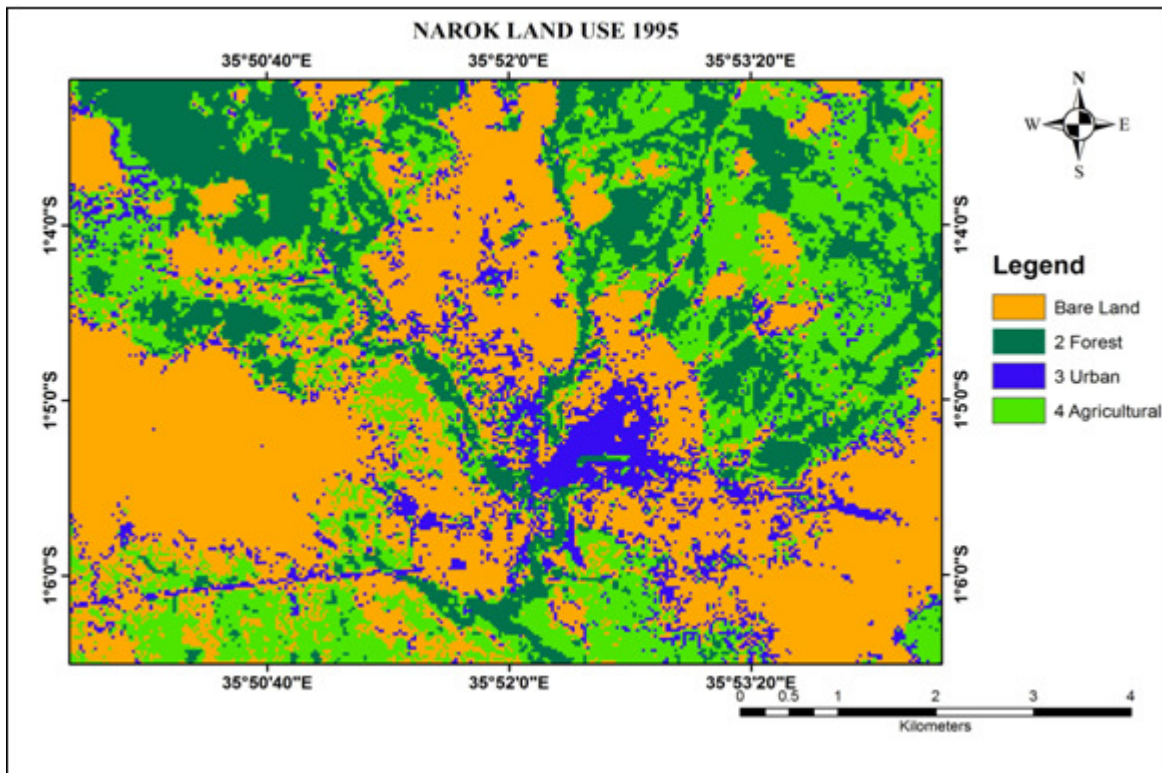 NAROK LAND USE 1995
35°50'40"E 35°52'0"E 35°53'20"E
N
W E
S
1°4'0"S 1°4'0"S
Legend
Bare Land
2 Forest
3 Urban
4 Agricultural
1°5'0"S 1°5'0"S
1°6'0"S 1°6'0"S
35°50'40"E 35°52'0"E 35°53'20"E
0 0.5 1 2 3 4
Kilometers